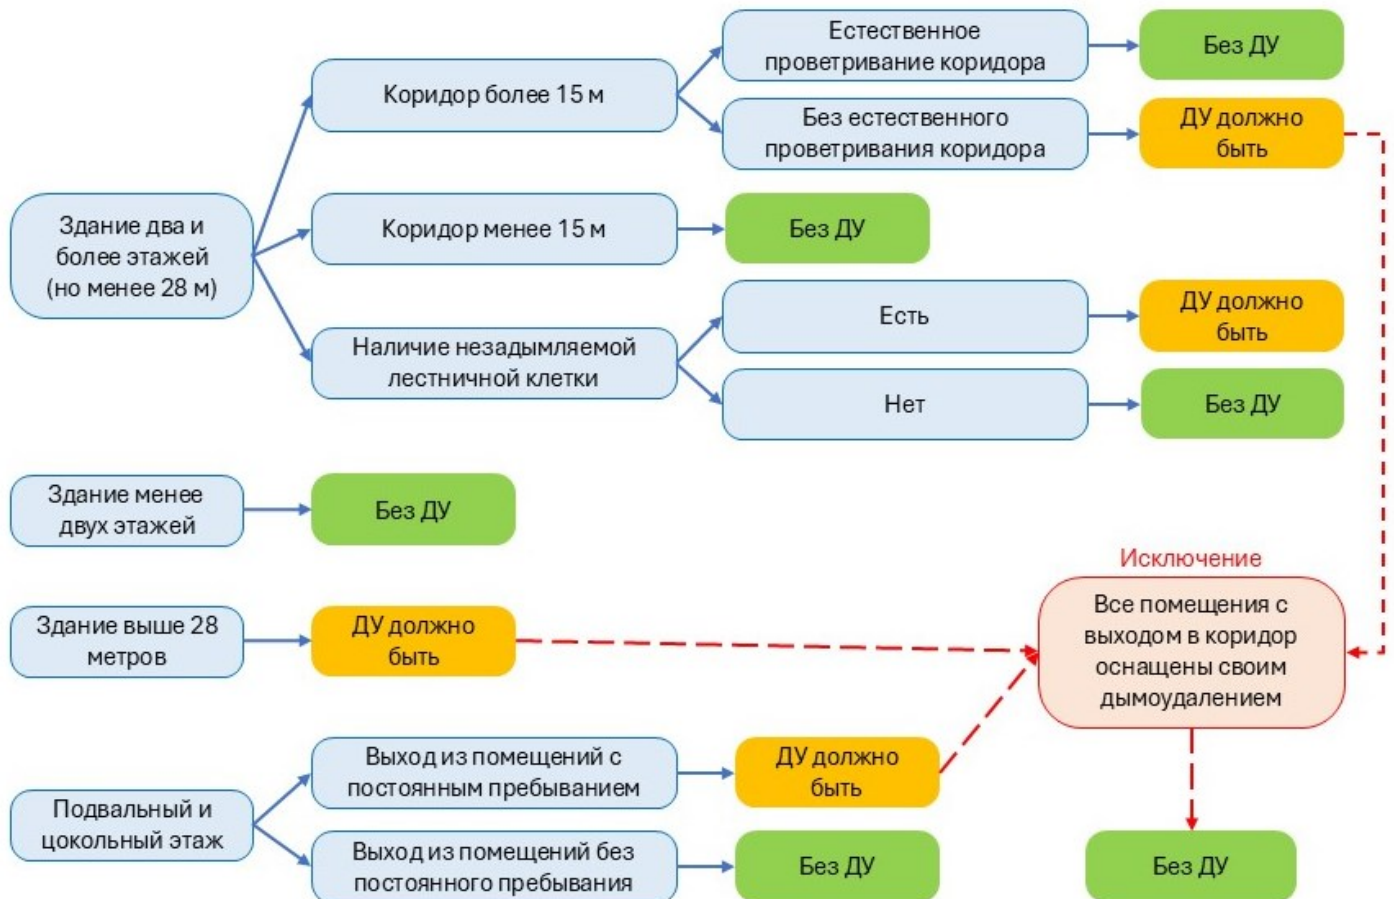 Здание два и
более этажей
(но менее 28 м)
Коридор более 15 м
Естественное
проветривание коридора
Без ДУ
Без естественного
проветривания коридора
ДУ должно
быть
Коридор менее 15 м
Без ДУ
Наличие незадымляемой
лестничной клетки
Есть
ДУ должно
быть
Нет
Без ДУ
Здание менее
двух этажей
Без ДУ
Здание выше 28
метров
ДУ должно
быть
Исключение
Все помещения с
выходом в коридор
оснащены своим
дымоудалением
Подвальный и
цокольный этаж
Выход из помещений с
постоянным пребыванием
ДУ должно
быть
Выход из помещений без
постоянного пребывания
Без ДУ
Без ДУ